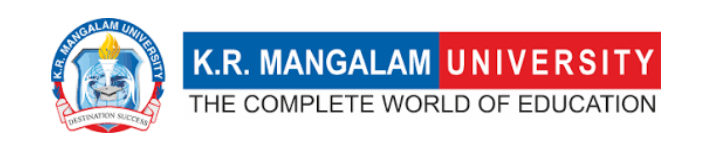 K.R. MANGALAM UNIVERSITY
DESTINATION SUCCESS
K.R. MANGALAM UNIVERSITY
THE COMPLETE WORLD OF EDUCATION